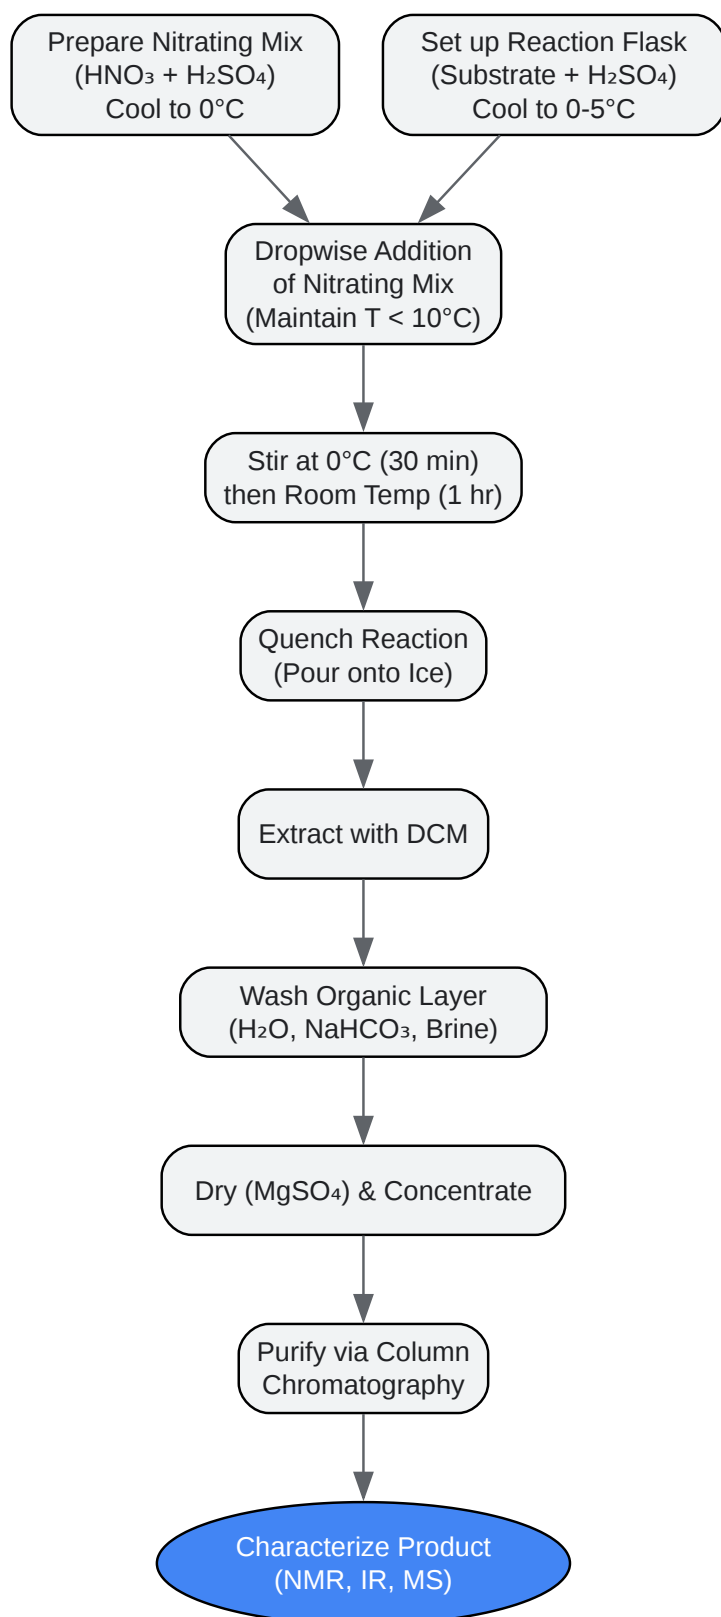 Prepare Nitrating Mix
(HNO₃ + H₂SO₄)
Cool to 0°C
Set up Reaction Flask
(Substrate + H₂SO₄)
Cool to 0-5°C
Dropwise Addition
of Nitrating Mix
(Maintain T < 10°C)
Stir at 0°C (30 min)
then Room Temp (1 hr)
Quench Reaction
(Pour onto Ice)
Extract with DCM
Wash Organic Layer
(H₂O, NaHCO₃, Brine)
Dry (MgSO₄) & Concentrate
Purify via Column
Chromatography
Characterize Product
(NMR, IR, MS)